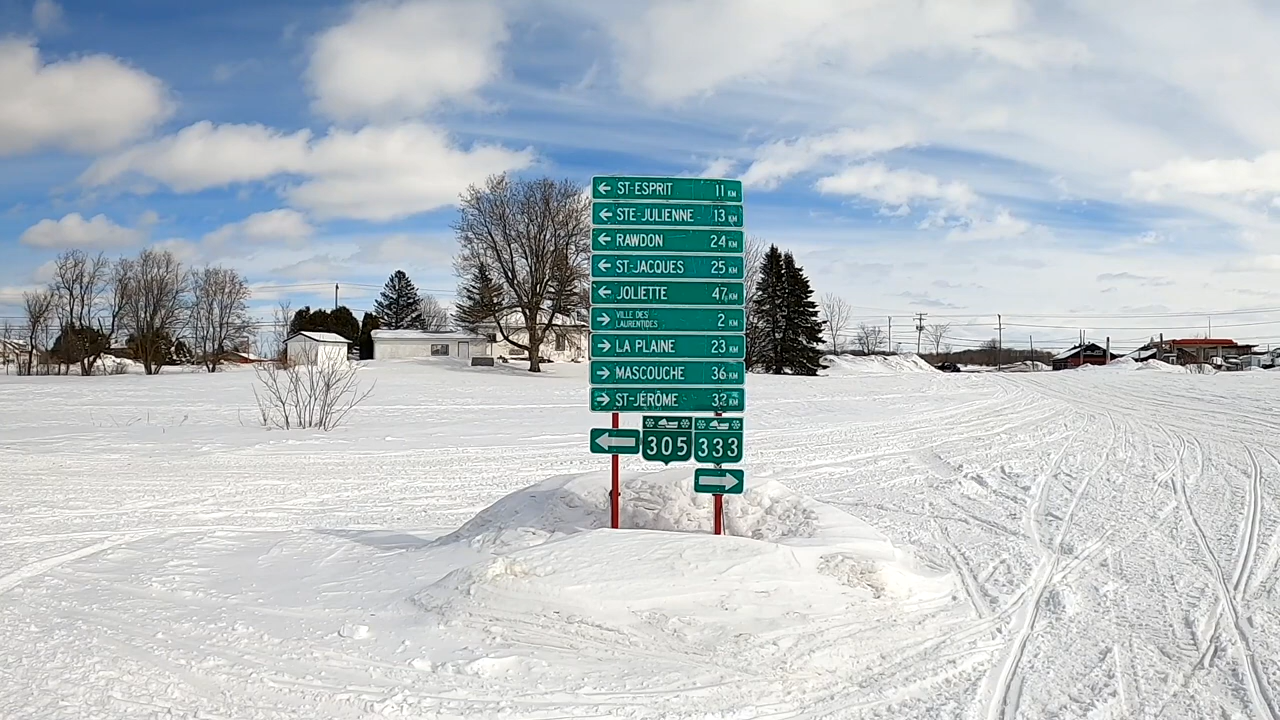 ← ST-ESPRIT 11 KM
← STE-JULIENNE 13 KM
← RAWDON 24 KM
← ST-JACQUES 25 KM
← JOLIETTE 47 KM
→ VILLE DES
LAURENTIDES 2 KM
→ LA PLAINE 23 KM
→ MASCOUCHE 36 KM
→ ST-JÉRÔME 32 KM
← 305 333
→